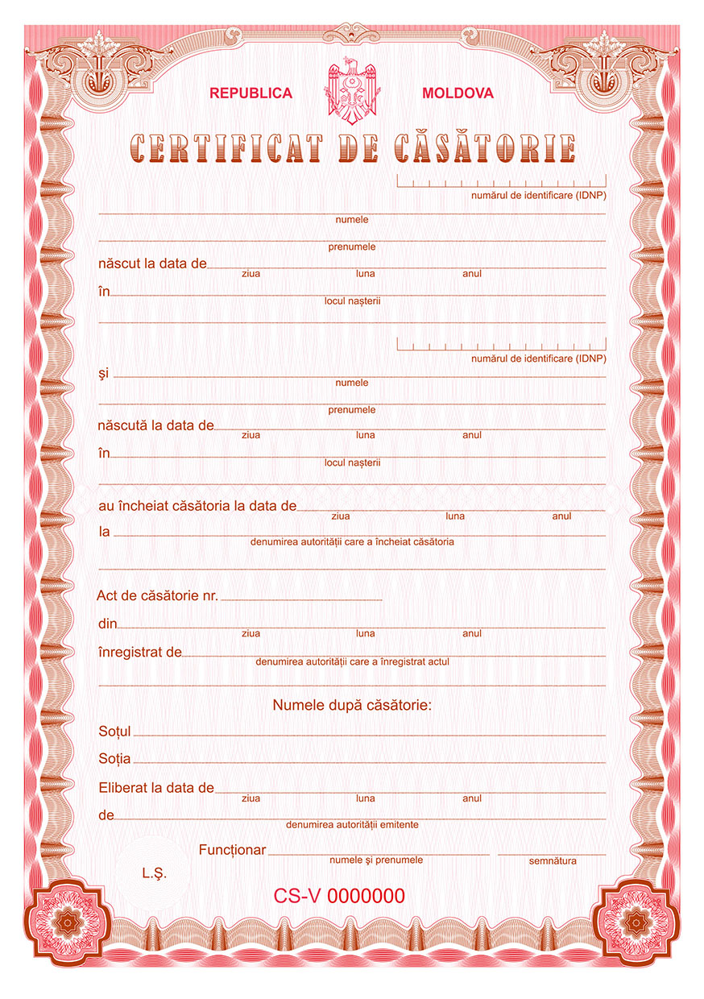 REPUBLICA MOLDOVA
CERTIFICAT DE CĂSĂTORIE
numărul de identificare (IDNP)
numele
prenumele
născut la data de
ziua luna anul
în
locul nașterii
numărul de identificare (IDNP)
şi
numele
prenumele
născută la data de
ziua luna anul
în
locul nașterii
au încheiat căsătoria la data de
ziua luna anul
la
denumirea autorității care a încheiat căsătoria
Act de căsătorie nr.
din
ziua luna anul
înregistrat de
denumirea autorității care a înregistrat actul
Numele după căsătorie:
Soțul
Soția
Eliberat la data de
ziua luna anul
de
denumirea autorității emitente
Funcționar
numele şi prenumele semnătura
L.Ş.
CS-V 0000000